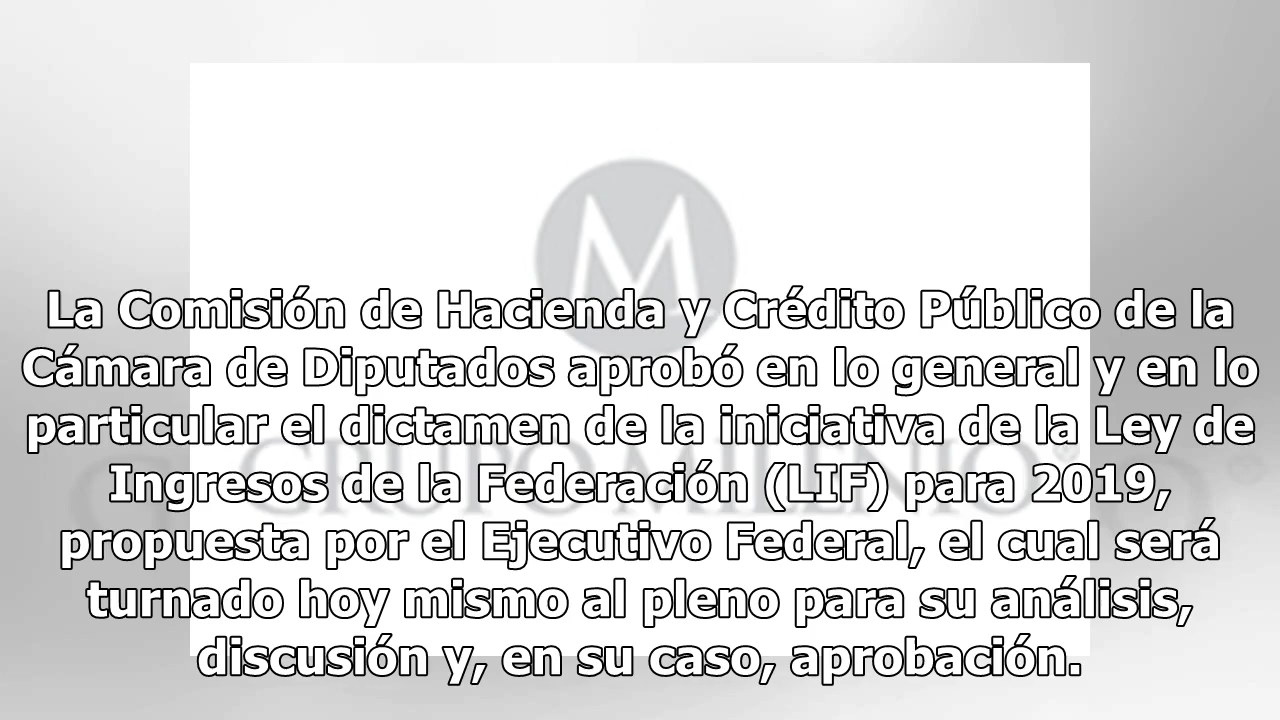 M
La Comisión de Hacienda y Crédito Público de la
Cámara de Diputados aprobó en lo general y en lo
particular el dictamen de la iniciativa de la Ley de
Ingresos de la Federación (LIF) para 2019,
propuesta por el Ejecutivo Federal, el cual será
turnado hoy mismo al pleno para su análisis,
discusión y, en su caso, aprobación.
GRUPO MILENIO®